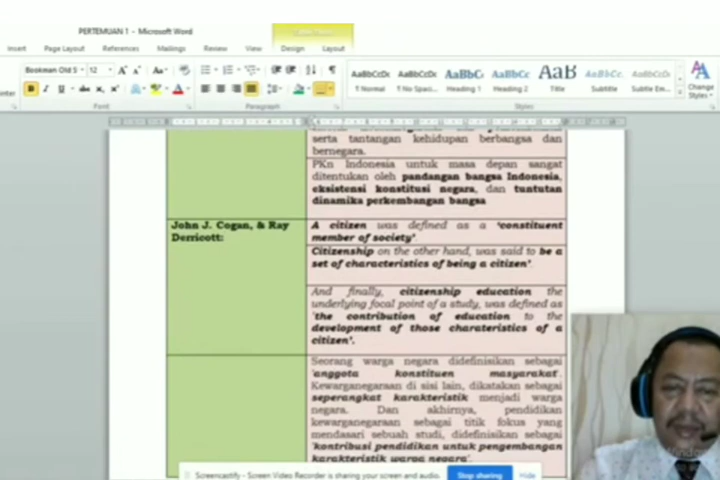 PERTEMUAN 1 - Microsoft Word
Insert Page Layout References Mailings Review View Design Layout
Bookman Old S 12
AaBbCcDc AaBbCcDc AaBbC AaBbCc AaB AaBbCc. AaBbCcDc
¶ Normal ¶ No Spac... Heading 1 Heading 2 Title Subtitle Subtle Em... Change
Styles
Font Paragraph Styles
serta tantangan kehidupan berbangsa dan
bernegara.
PKn Indonesia untuk masa depan sangat
ditentukan oleh pandangan bangsa Indonesia,
eksistensi konstitusi negara, dan tuntutan
dinamika perkembangan bangsa
John J. Cogan, & Ray
Derricott:
A citizen was defined as a 'constituent
member of society'.
Citizenship on the other hand, was said to be a
set of characteristics of being a citizen'.
And finally, citizenship education the
underlying focal point of a study, was defined as
'the contribution of education to the
development of those charateristics of a
citizen'.
Seorang warga negara didefinisikan sebagai
'anggota konstituen masyarakat'.
Kewarganegaraan di sisi lain, dikatakan sebagai
seperangkat karakteristik menjadi warga
negara. Dan akhirnya, pendidikan
kewarganegaraan sebagai titik fokus yang
mendasari sebuah studi, didefinisikan sebagai
'kontribusi pendidikan untuk pengembangan
karakteristik warga negara'.
Screencastify - Screen Video Recorder is sharing your screen and audio. Stop sharing Hide